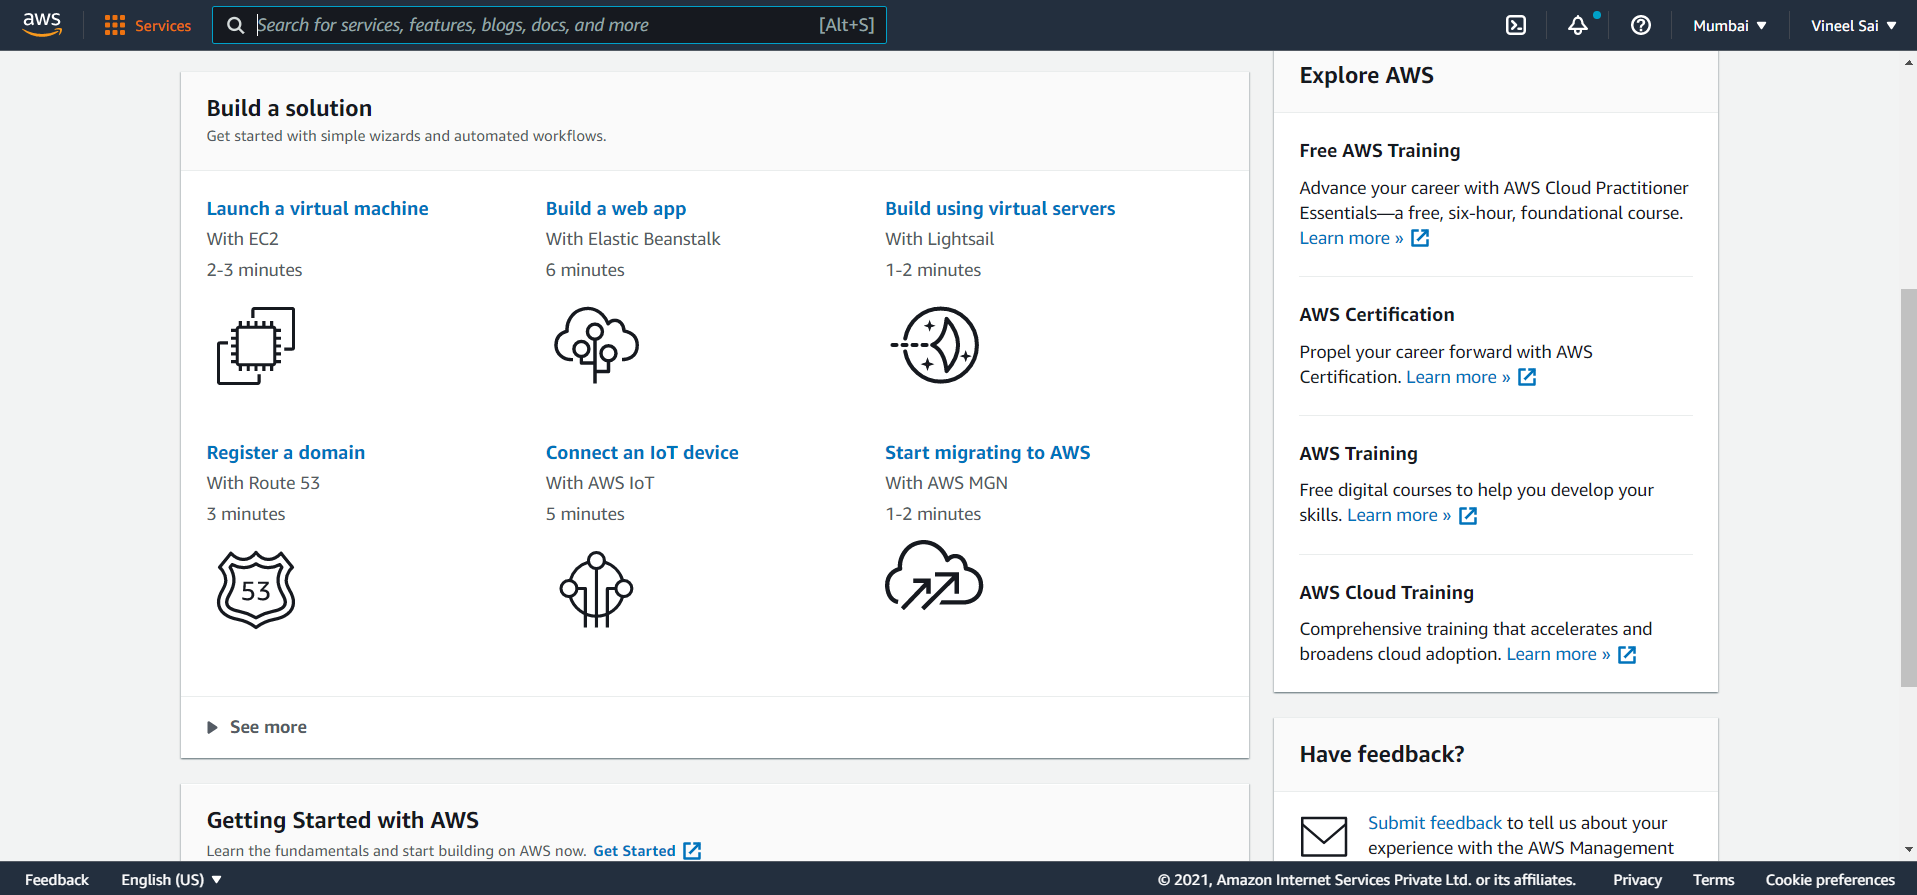 aws
Services
Search for services, features, blogs, docs, and more [Alt+S]
Mumbai ▼
Vineel Sai ▼
Build a solution
Get started with simple wizards and automated workflows.
Launch a virtual machine
With EC2
2-3 minutes
Build a web app
With Elastic Beanstalk
6 minutes
Build using virtual servers
With Lightsail
1-2 minutes
Register a domain
With Route 53
3 minutes
53
Connect an IoT device
With AWS IoT
5 minutes
Start migrating to AWS
With AWS MGN
1-2 minutes
See more
Getting Started with AWS
Learn the fundamentals and start building on AWS now. Get Started
Explore AWS
Free AWS Training
Advance your career with AWS Cloud Practitioner
Essentials—a free, six-hour, foundational course.
Learn more »
AWS Certification
Propel your career forward with AWS
Certification. Learn more »
AWS Training
Free digital courses to help you develop your
skills. Learn more »
AWS Cloud Training
Comprehensive training that accelerates and
broadens cloud adoption. Learn more »
Have feedback?
Submit feedback to tell us about your
experience with the AWS Management
Feedback
English (US) ▼
© 2021, Amazon Internet Services Private Ltd. or its affiliates.
Privacy
Terms
Cookie preferences